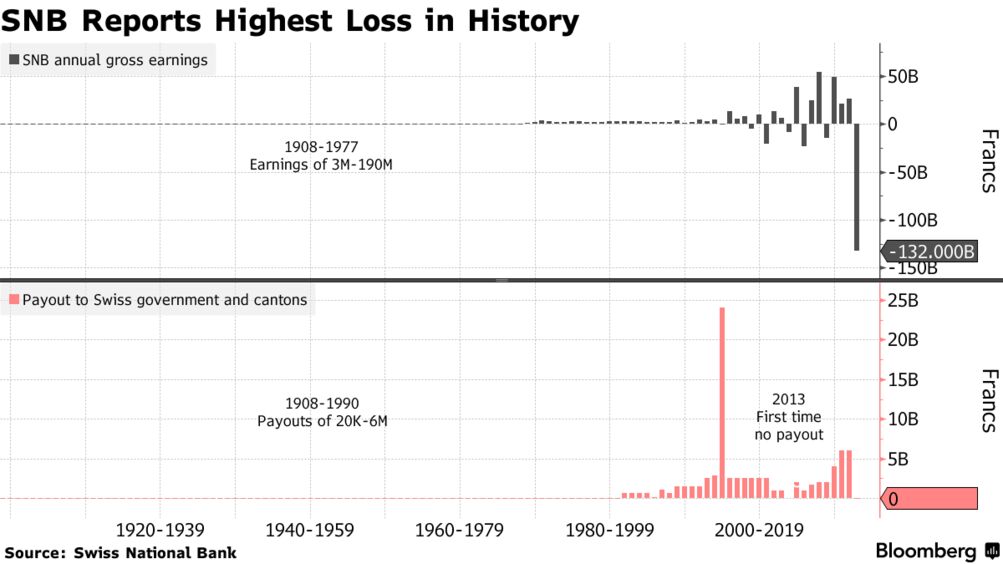 SNB Reports Highest Loss in History
SNB annual gross earnings
50B
0
-50B
-100B
-132.000B
-150B
Francs
1908-1977
Earnings of 3M-190M
Payout to Swiss government and cantons
25B
20B
15B
10B
5B
0
Francs
1908-1990
Payouts of 20K-6M
2013
First time
no payout
1920-1939
1940-1959
1960-1979
1980-1999
2000-2019
Source: Swiss National Bank
Bloomberg